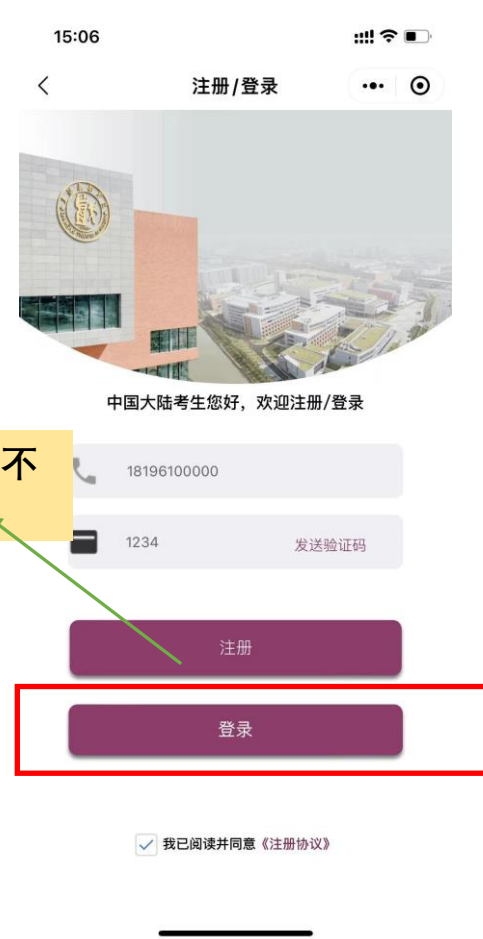 15:06
注册/登录
中国大陆考生您好，欢迎注册/登录
不
18196100000
1234
发送验证码
注册
登录
我已阅读并同意《注册协议》